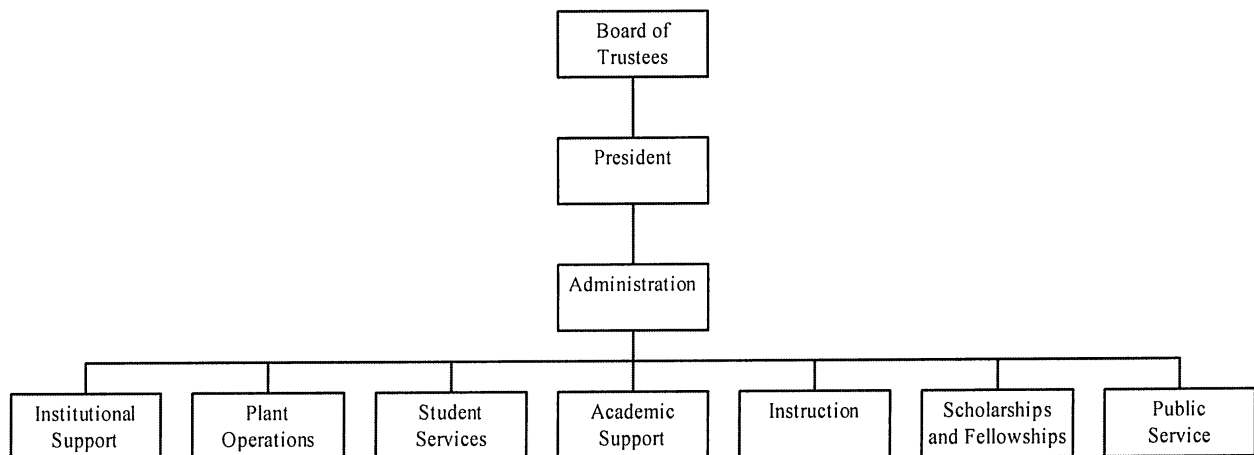 Board of
Trustees
President
Administration
Institutional
Support
Plant
Operations
Student
Services
Academic
Support
Instruction
Scholarships
and Fellowships
Public
Service